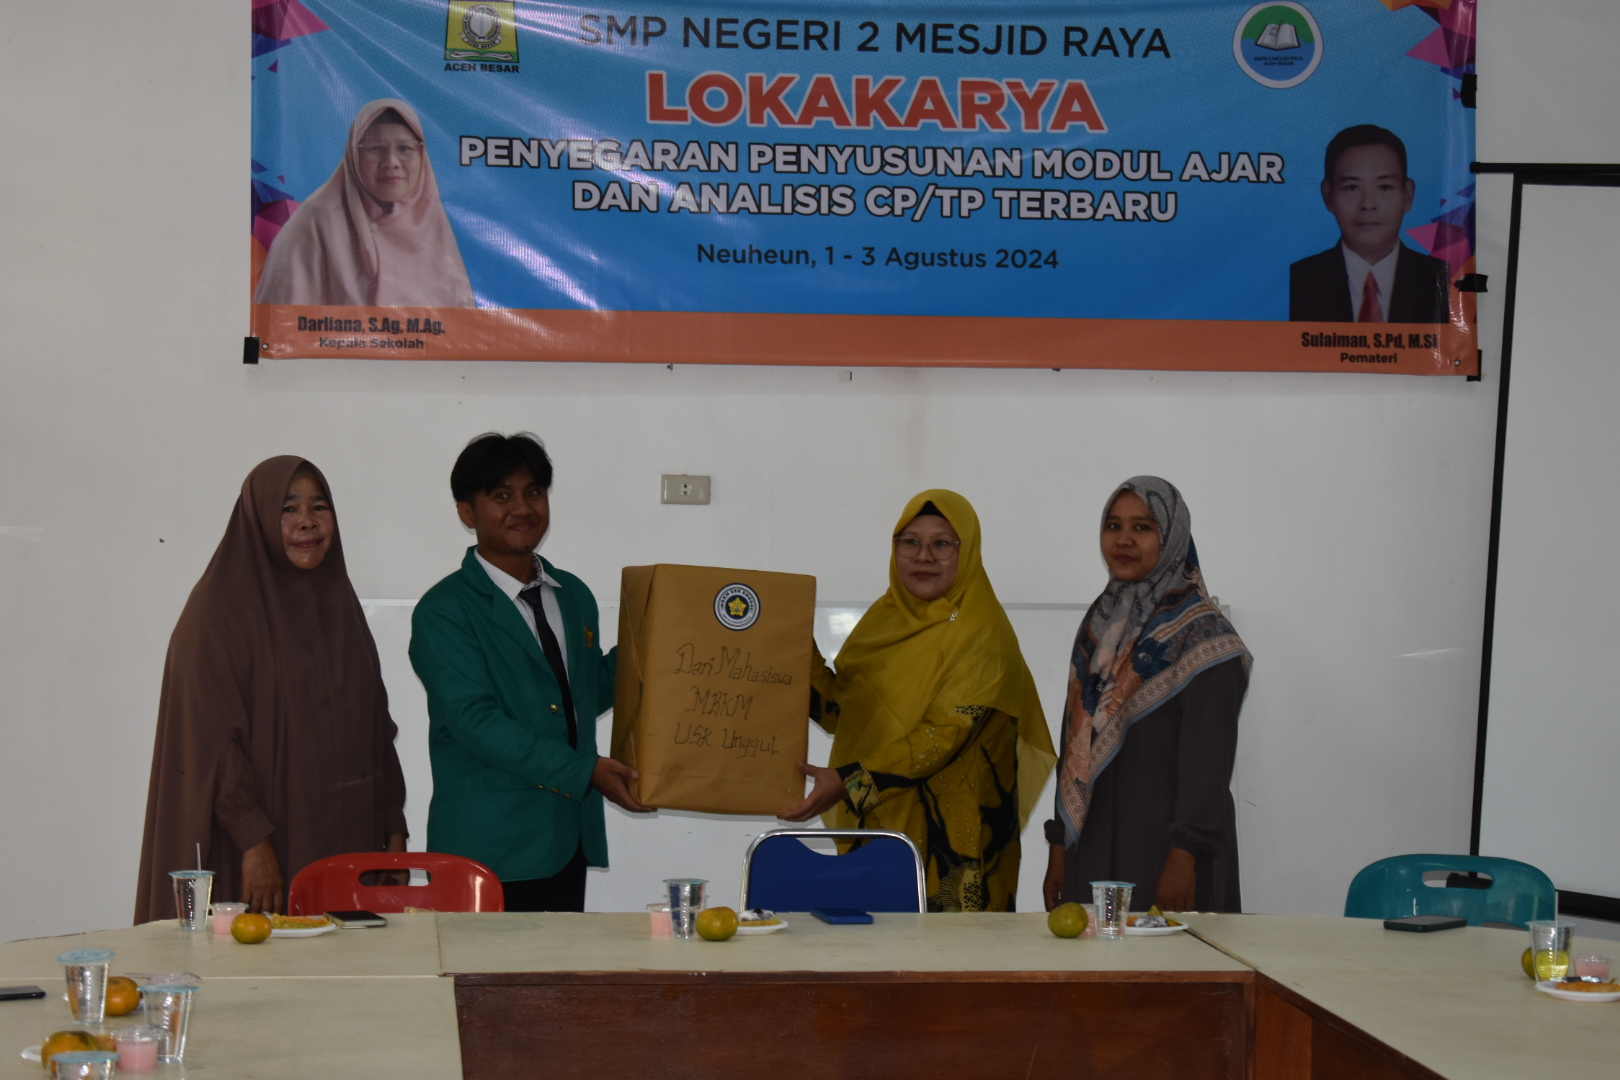 SMP NEGERI 2 MESJID RAYA
ACEH BESAR
LOKAKARYA
PENYEGARAN PENYUSUNAN MODUL AJAR
DAN ANALISIS CP/TP TERBARU
Neuheun, 1 - 3 Agustus 2024
Darliana, S.Ag, M.Ag.
Kepala Sekolah
Sulaiman, S.Pd, M.Si
Pemateri
Dari Mahasiswa
MBKM
USK Unggul